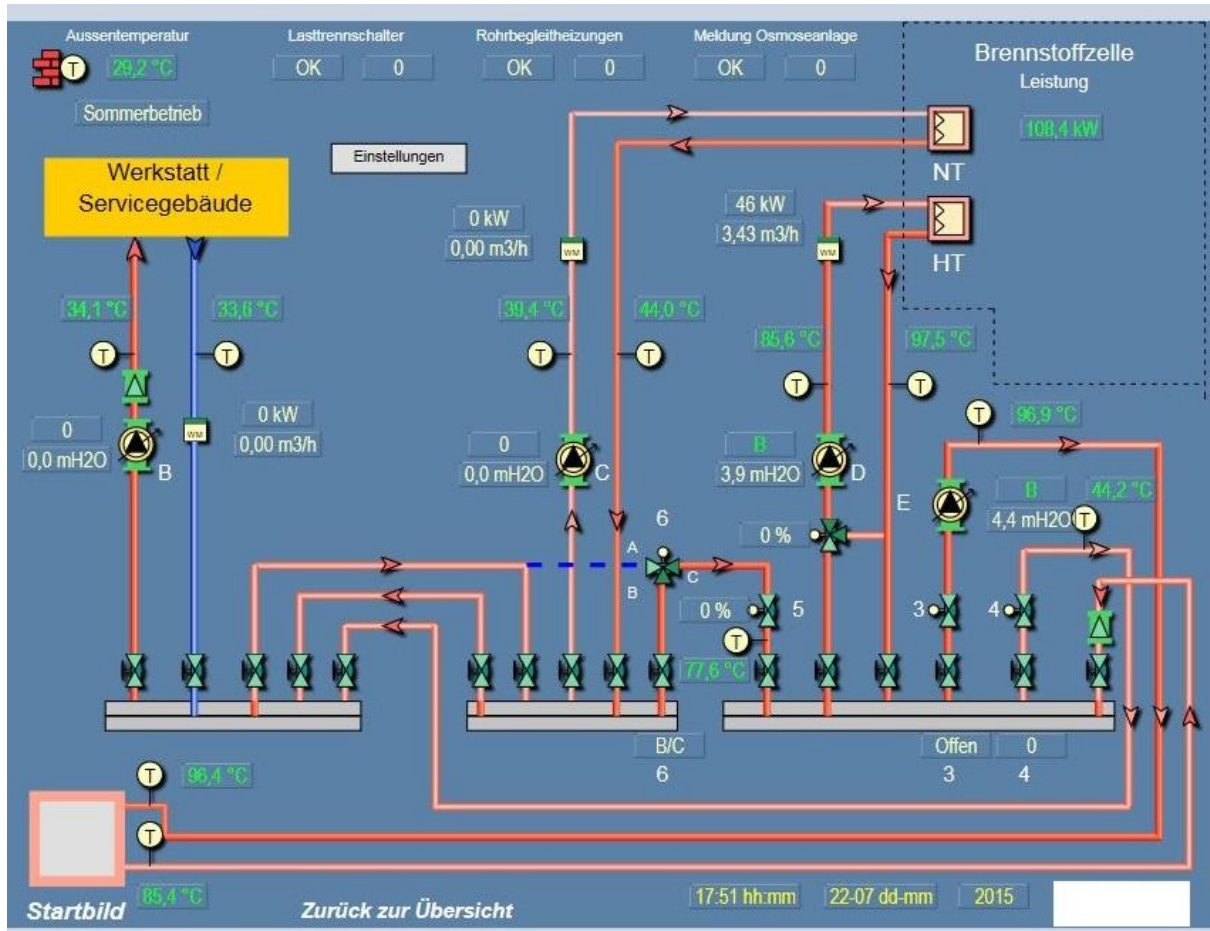 Aussentemperatur
Lasttrennschalter
Rohrbegleitheizungen
Meldung Osmoseanlage
T
29,2 °C
OK
0
OK
0
OK
0
Brennstoffzelle
Leistung
108,4 kW
Sommerbetrieb
Einstellungen
Werkstatt /
Servicegebäude
NT
HT
0 kW
0,00 m3/h
WM
46 kW
3,43 m3/h
WM
34,1 °C
33,6 °C
39,4 °C
44,0 °C
85,6 °C
97,5 °C
T
T
T
T
T
T
T
96,9 °C
0
0,0 mH2O
B
WM
0 kW
0,00 m3/h
0
0,0 mH2O
C
B
3,9 mH2O
D
E
B
4,4 mH2O
44,2 °C
T
6
A
B
C
0 %
0 %
5
3
4
T
77,6 °C
B/C
6
Offen
3
0
4
T
96,4 °C
T
85,4 °C
Startbild
Zurück zur Übersicht
17:51 hh:mm
22-07 dd-mm
2015